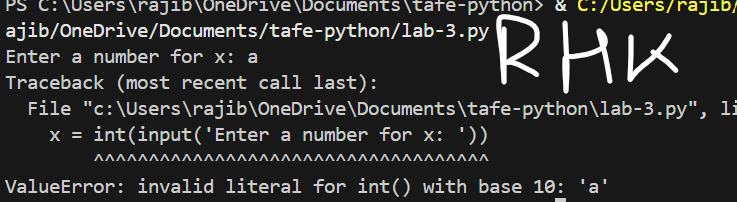 PS C:\Users\rajib\OneDrive\Documents\tafe-python> & C:/Users/rajib/
ajib/OneDrive/Documents/tafe-python/lab-3.py
RHK
Enter a number for x: a
Traceback (most recent call last):
  File "c:\Users\rajib\OneDrive\Documents\tafe-python\lab-3.py", li
    x = int(input('Enter a number for x: '))
        ^^^^^^^^^^^^^^^^^^^^^^^^^^^^^^^^^^^^
ValueError: invalid literal for int() with base 10: 'a'